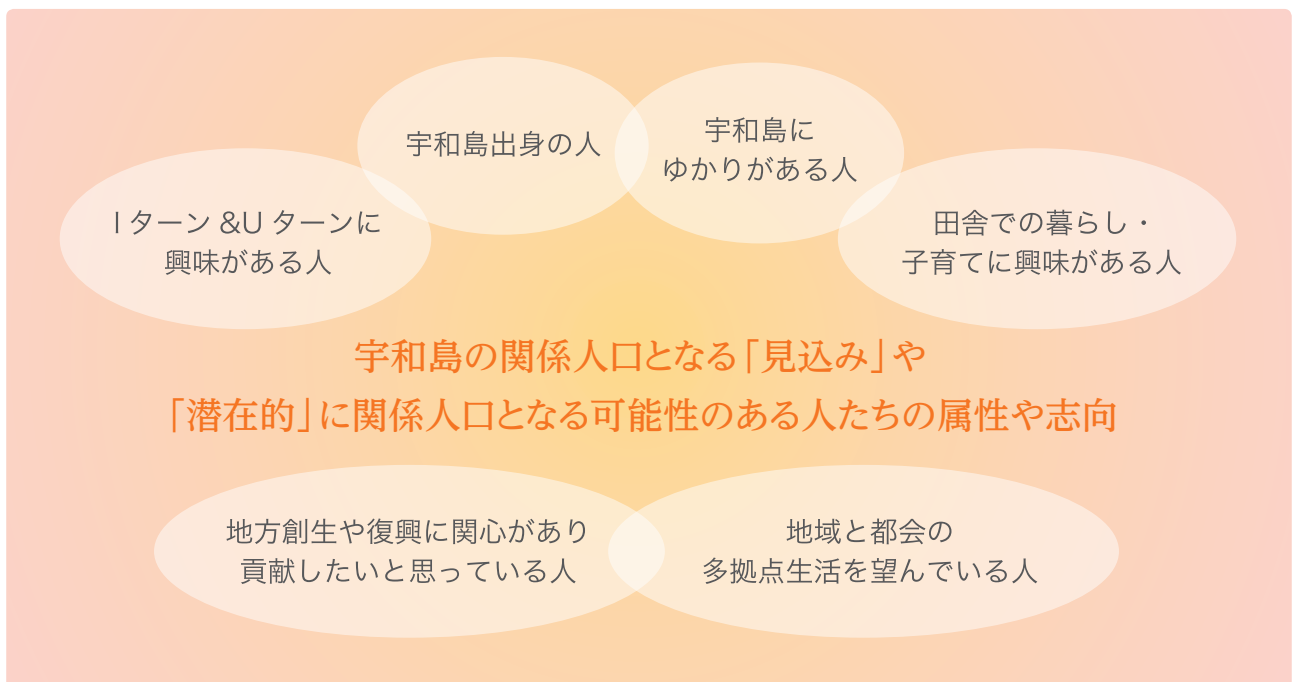 宇和島出身の人
宇和島に
ゆかりがある人
Iターン&Uターンに
興味がある人
田舎での暮らし・
子育てに興味がある人
宇和島の関係人口となる「見込み」や
「潜在的」に関係人口となる可能性のある人たちの属性や志向
地方創生や復興に関心があり
貢献したいと思っている人
地域と都会の
多拠点生活を望んでいる人